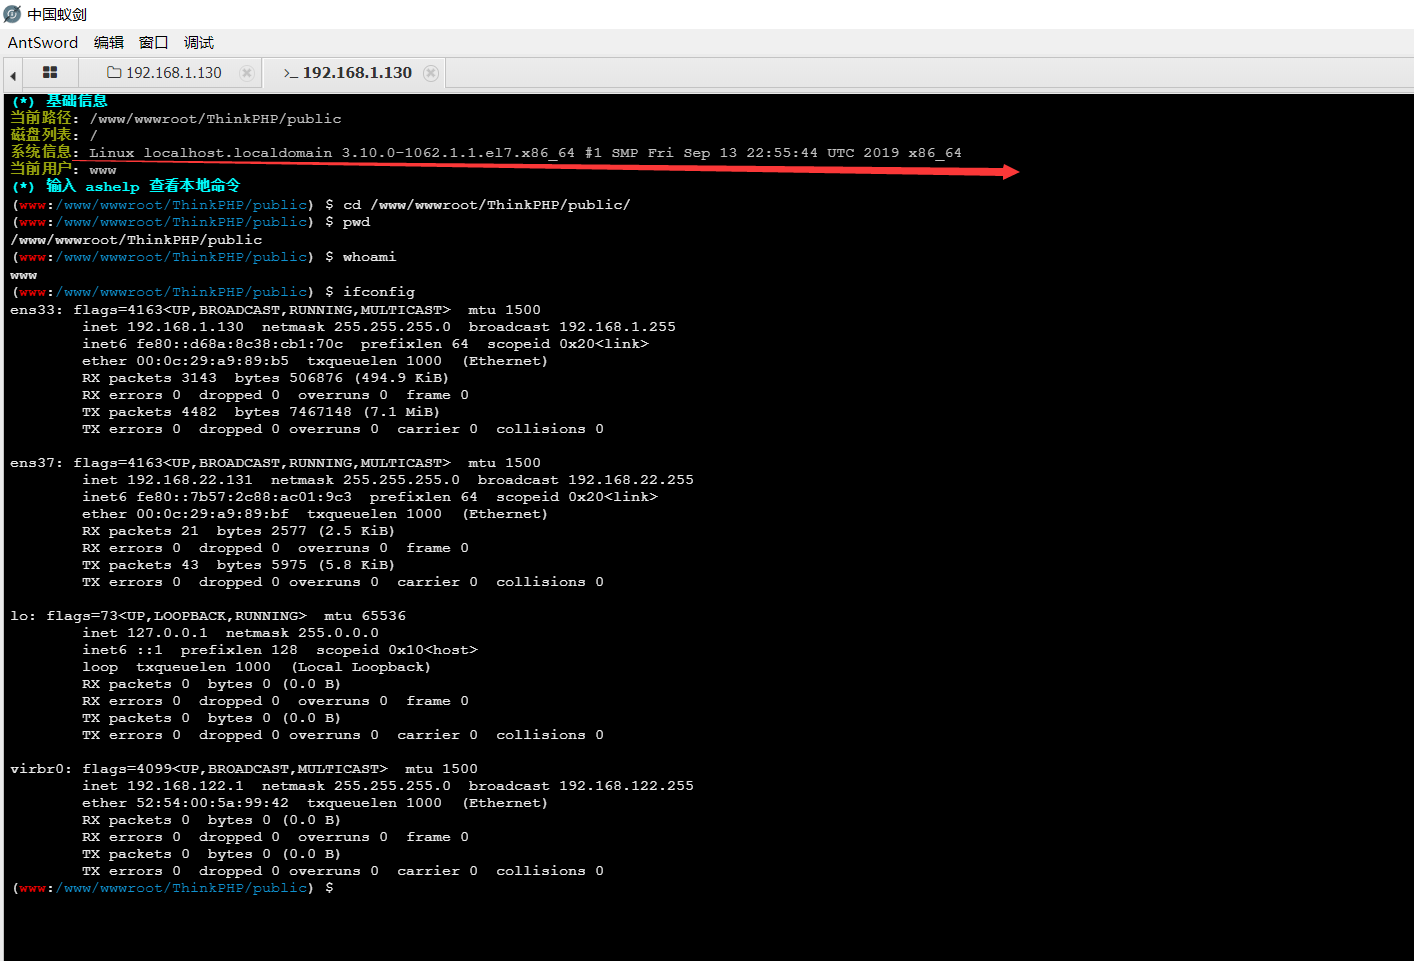 中国蚁剑
AntSword 编辑 窗口 调试
192.168.1.130 >_ 192.168.1.130
(*) 基础信息
当前路径: /www/wwwroot/ThinkPHP/public
磁盘列表: /
系统信息: Linux localhost.localdomain 3.10.0-1062.1.1.el7.x86_64 #1 SMP Fri Sep 13 22:55:44 UTC 2019 x86_64
当前用户: www
(*) 输入 ashelp 查看本地命令
(www:/www/wwwroot/ThinkPHP/public) $ cd /www/wwwroot/ThinkPHP/public/
(www:/www/wwwroot/ThinkPHP/public) $ pwd
/www/wwwroot/ThinkPHP/public
(www:/www/wwwroot/ThinkPHP/public) $ whoami
www
(www:/www/wwwroot/ThinkPHP/public) $ ifconfig
ens33: flags=4163<UP,BROADCAST,RUNNING,MULTICAST>  mtu 1500
        inet 192.168.1.130  netmask 255.255.255.0  broadcast 192.168.1.255
        inet6 fe80::d68a:8c38:cb1:70c  prefixlen 64  scopeid 0x20<link>
        ether 00:0c:29:a9:89:b5  txqueuelen 1000  (Ethernet)
        RX packets 3143  bytes 506876 (494.9 KiB)
        RX errors 0  dropped 0  overruns 0  frame 0
        TX packets 4482  bytes 7467148 (7.1 MiB)
        TX errors 0  dropped 0 overruns 0  carrier 0  collisions 0
ens37: flags=4163<UP,BROADCAST,RUNNING,MULTICAST>  mtu 1500
        inet 192.168.22.131  netmask 255.255.255.0  broadcast 192.168.22.255
        inet6 fe80::7b57:2c88:ac01:9c3  prefixlen 64  scopeid 0x20<link>
        ether 00:0c:29:a9:89:bf  txqueuelen 1000  (Ethernet)
        RX packets 21  bytes 2577 (2.5 KiB)
        RX errors 0  dropped 0  overruns 0  frame 0
        TX packets 43  bytes 5975 (5.8 KiB)
        TX errors 0  dropped 0 overruns 0  carrier 0  collisions 0
lo: flags=73<UP,LOOPBACK,RUNNING>  mtu 65536
        inet 127.0.0.1  netmask 255.0.0.0
        inet6 ::1  prefixlen 128  scopeid 0x10<host>
        loop  txqueuelen 1000  (Local Loopback)
        RX packets 0  bytes 0 (0.0 B)
        RX errors 0  dropped 0  overruns 0  frame 0
        TX packets 0  bytes 0 (0.0 B)
        TX errors 0  dropped 0 overruns 0  carrier 0  collisions 0
virbr0: flags=4099<UP,BROADCAST,MULTICAST>  mtu 1500
        inet 192.168.122.1  netmask 255.255.255.0  broadcast 192.168.122.255
        ether 52:54:00:5a:99:42  txqueuelen 1000  (Ethernet)
        RX packets 0  bytes 0 (0.0 B)
        RX errors 0  dropped 0  overruns 0  frame 0
        TX packets 0  bytes 0 (0.0 B)
        TX errors 0  dropped 0 overruns 0  carrier 0  collisions 0
(www:/www/wwwroot/ThinkPHP/public) $